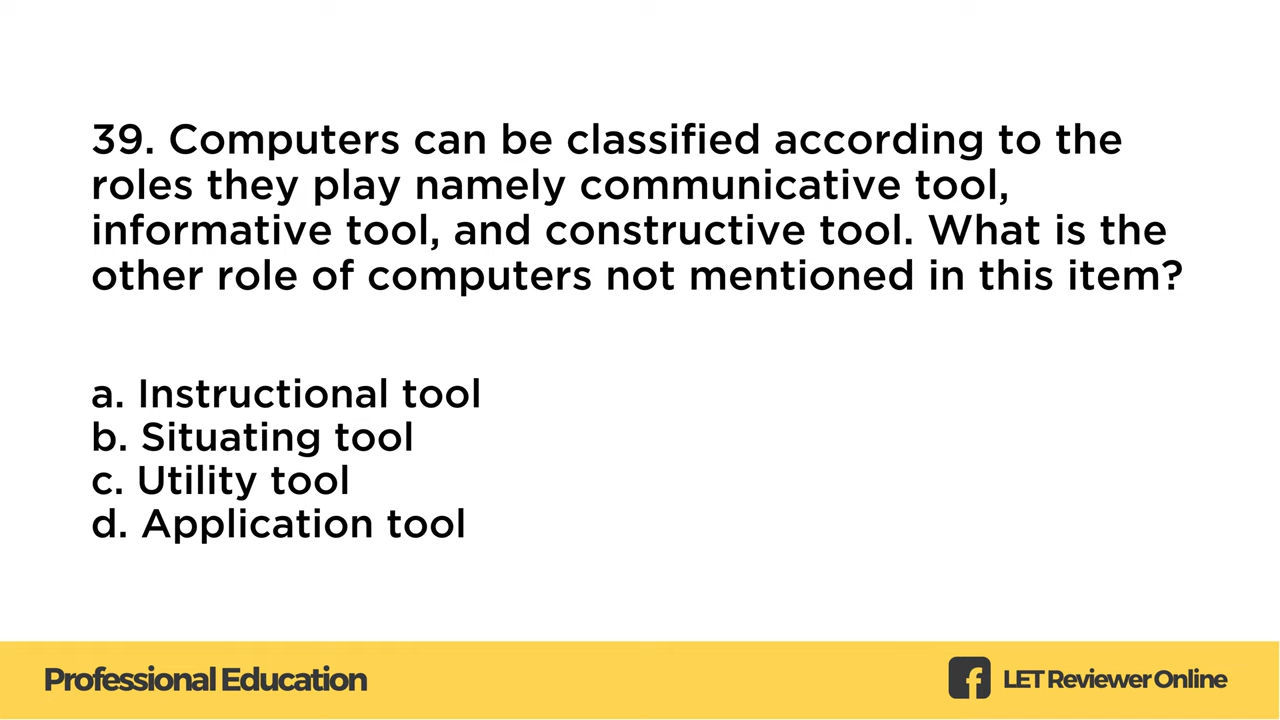 39. Computers can be classified according to the
roles they play namely communicative tool,
informative tool, and constructive tool. What is the
other role of computers not mentioned in this item?
a. Instructional tool
b. Situating tool
c. Utility tool
d. Application tool
Professional Education
LET Reviewer Online